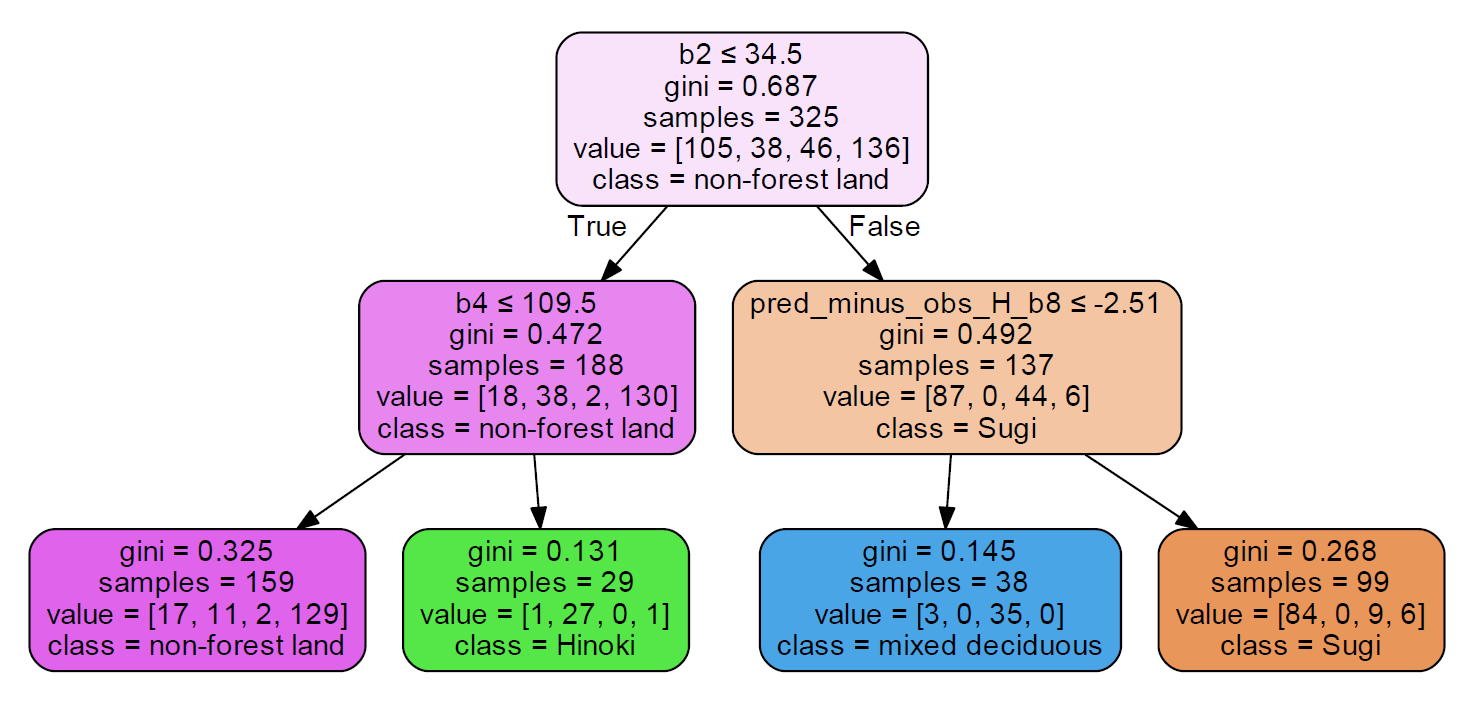 b2 ≤ 34.5
gini = 0.687
samples = 325
value = [105, 38, 46, 136]
class = non-forest land
True
False
b4 ≤ 109.5
gini = 0.472
samples = 188
value = [18, 38, 2, 130]
class = non-forest land
pred_minus_obs_H_b8 ≤ -2.51
gini = 0.492
samples = 137
value = [87, 0, 44, 6]
class = Sugi
gini = 0.325
samples = 159
value = [17, 11, 2, 129]
class = non-forest land
gini = 0.131
samples = 29
value = [1, 27, 0, 1]
class = Hinoki
gini = 0.145
samples = 38
value = [3, 0, 35, 0]
class = mixed deciduous
gini = 0.268
samples = 99
value = [84, 0, 9, 6]
class = Sugi